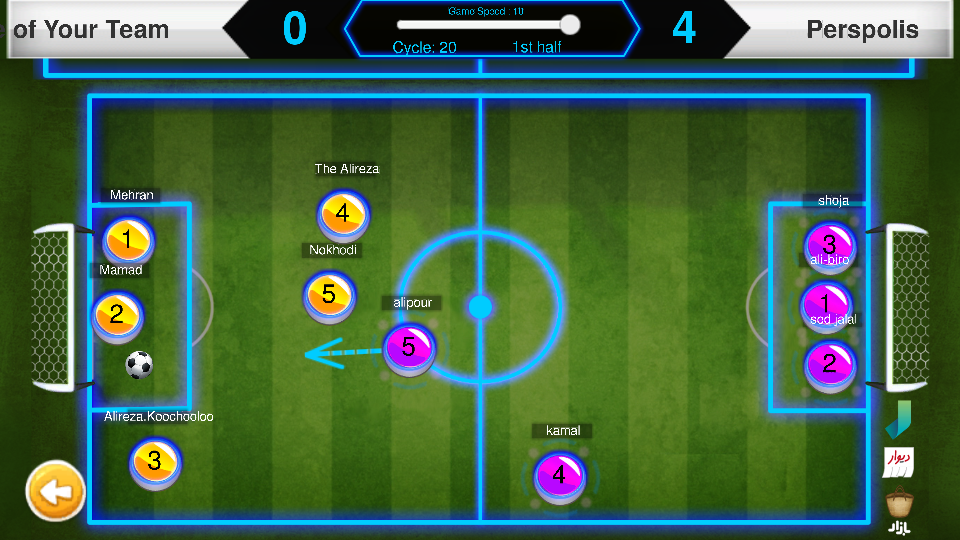 of Your Team
0
Game Speed : 10
Cycle: 20
1st half
4
Perspolis
The Alireza
4
Mehran
1
Mamad
2
Nokhodi
5
alipour
5
Alireza.Koochooloo
3
kamal
4
shoja
3
ali-biro
1
sed jalal
2
دیوار
بازار